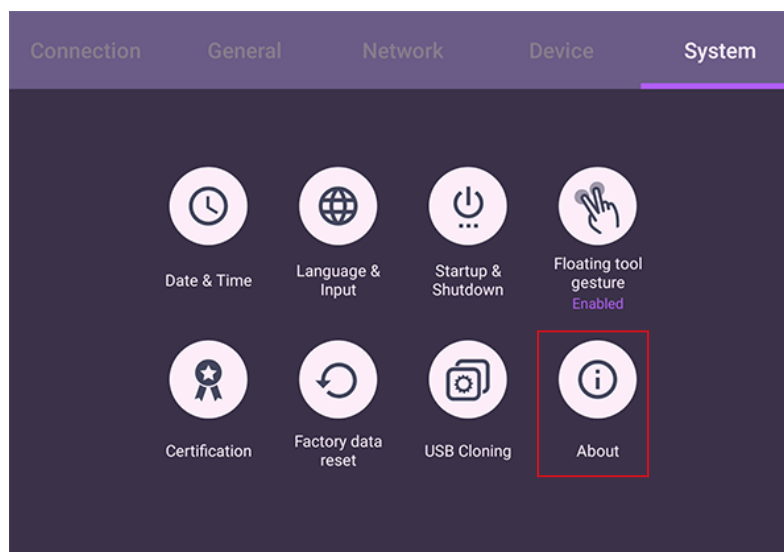 Connection General Network Device System
Date & Time
Language &
Input
Startup &
Shutdown
Floating tool
gesture
Enabled
Certification
Factory data
reset
USB Cloning
About